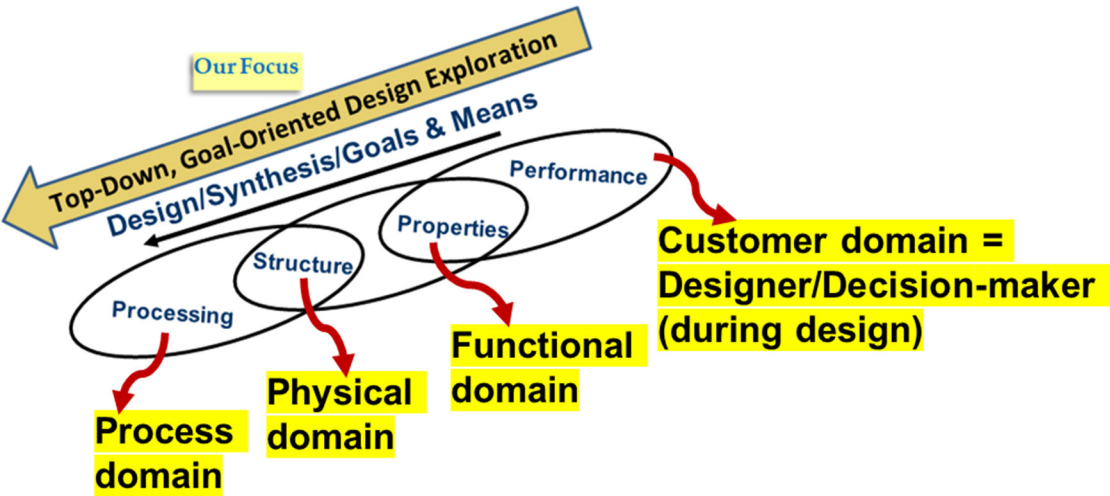 Our Focus
Top-Down, Goal-Oriented Design Exploration
Design/Synthesis/Goals & Means
Performance
Properties
Structure
Processing
Customer domain =
Designer/Decision-maker
(during design)
Functional
domain
Physical
domain
Process
domain